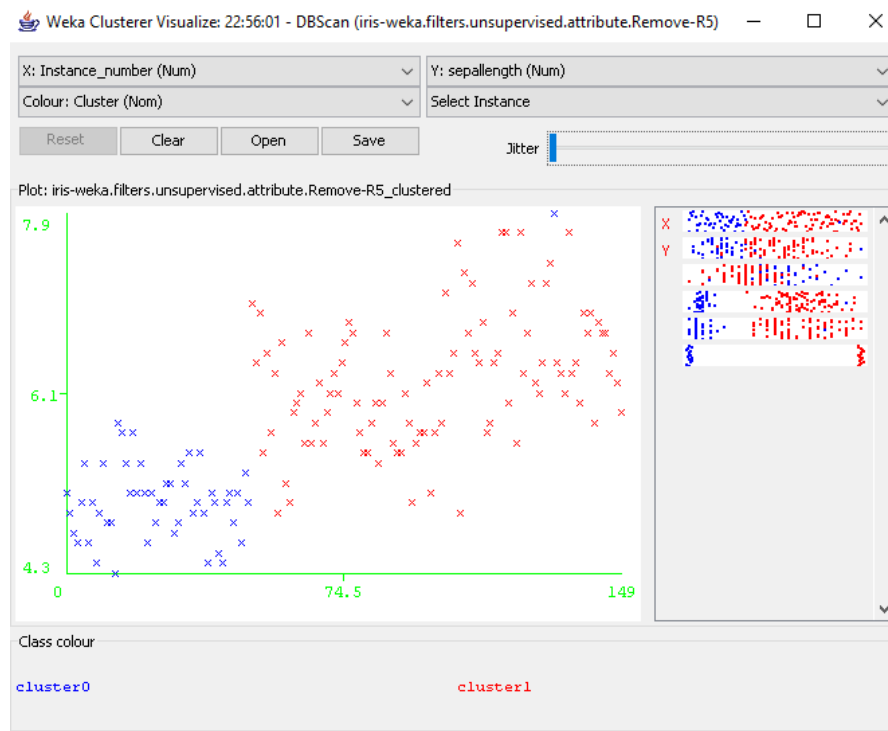 Weka Clusterer Visualize: 22:56:01 - DBScan (iris-weka.filters.unsupervised.attribute.Remove-R5)
X: Instance_number (Num)
Y: sepallength (Num)
Colour: Cluster (Nom)
Select Instance
Reset
Clear
Open
Save
Jitter
Plot: iris-weka.filters.unsupervised.attribute.Remove-R5_clustered
7.9
6.1
4.3
0
74.5
149
X
Y
Class colour
cluster0
cluster1